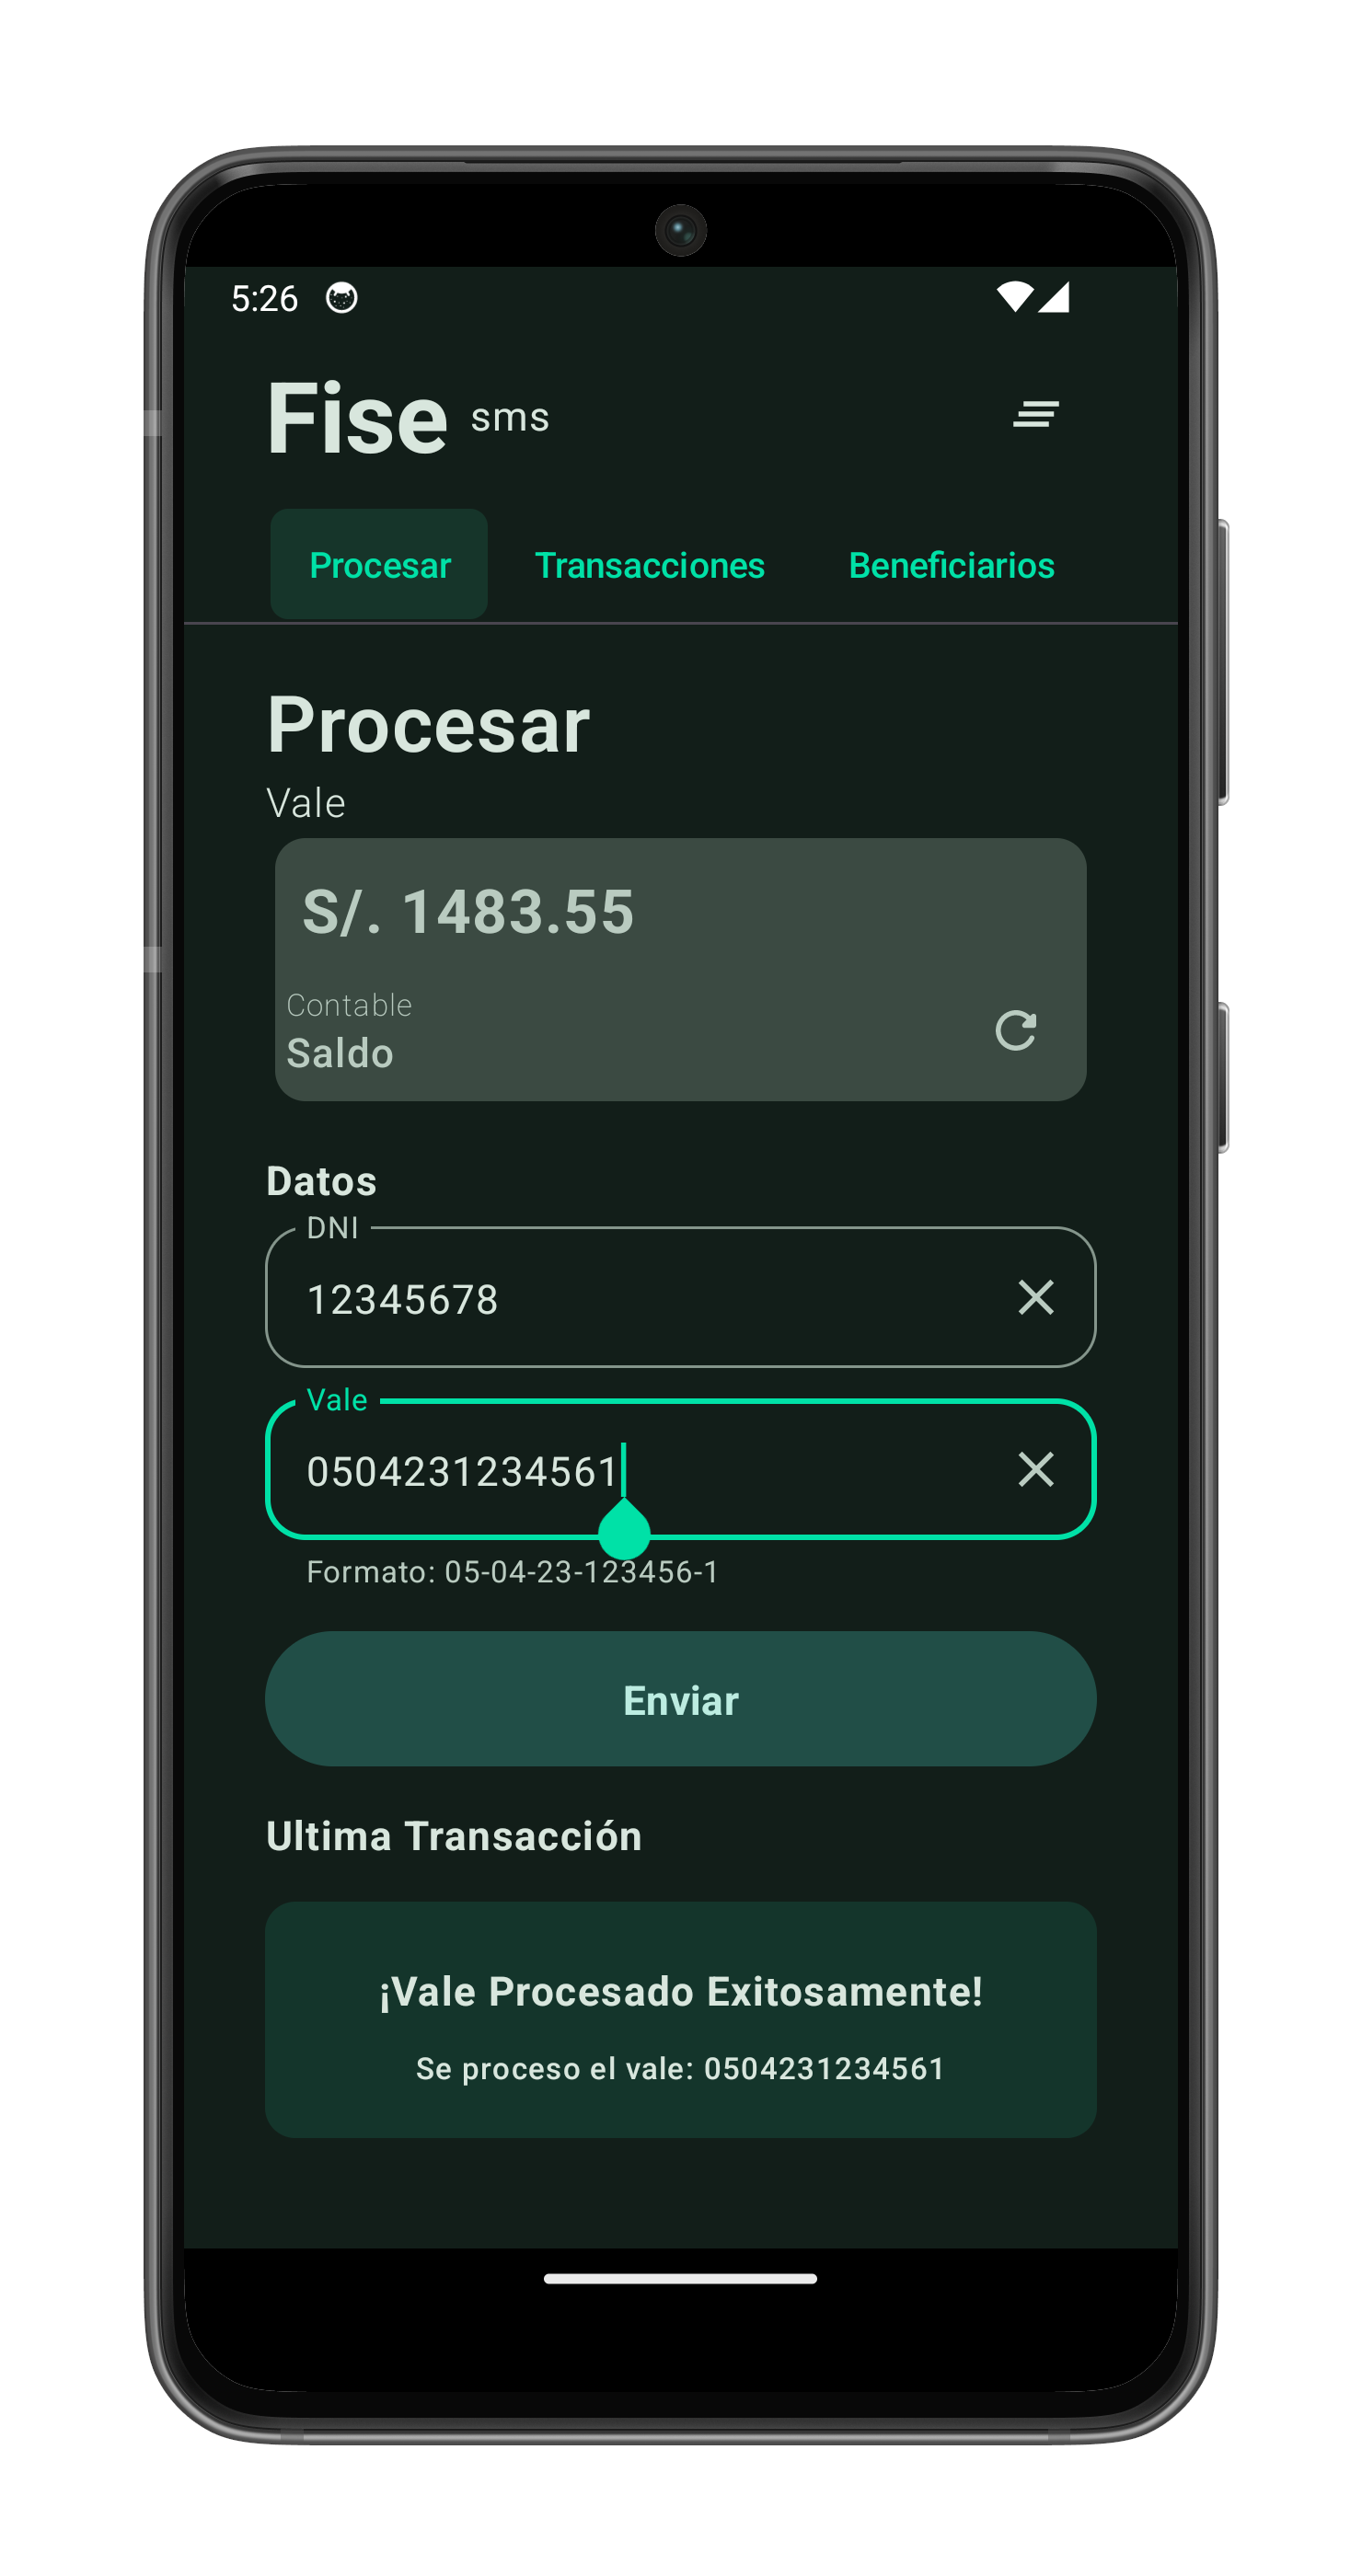 5:26
Fise sms
Procesar Transacciones Beneficiarios
Procesar
Vale
S/. 1483.55
Contable
Saldo
Datos
DNI
12345678
Vale
0504231234561
Formato: 05-04-23-123456-1
Enviar
Ultima Transacción
¡Vale Procesado Exitosamente!
Se proceso el vale: 0504231234561